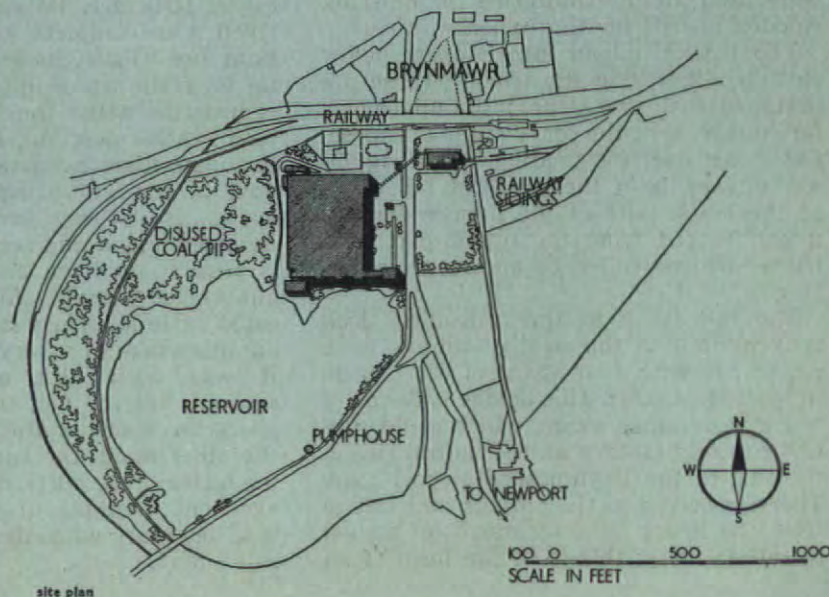 BRYNMAWR
RAILWAY
RAILWAY
SIDINGS
DISUSED
COAL TIPS
RESERVOIR
PUMPHOUSE
TO NEWPORT
N
W E
S
100 0 500 1000
SCALE IN FEET
site plan